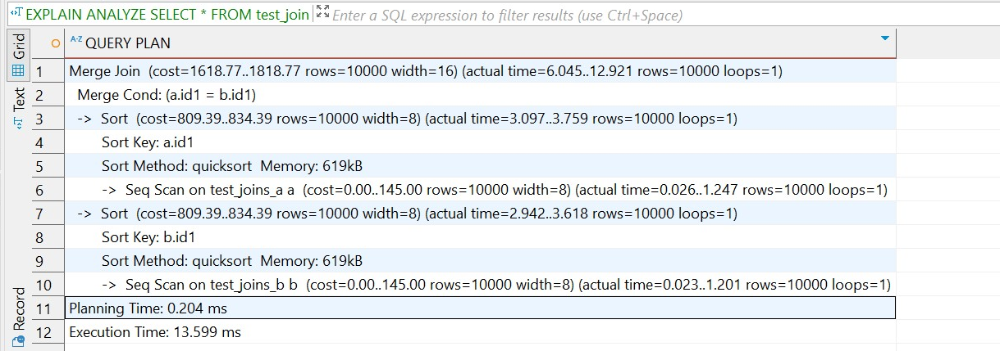 EXPLAIN ANALYZE SELECT * FROM test_join Enter a SQL expression to filter results (use Ctrl+Space)
Grid
Text
Record
A-Z QUERY PLAN
1 Merge Join (cost=1618.77..1818.77 rows=10000 width=16) (actual time=6.045..12.921 rows=10000 loops=1)
2 Merge Cond: (a.id1 = b.id1)
3 -> Sort (cost=809.39..834.39 rows=10000 width=8) (actual time=3.097..3.759 rows=10000 loops=1)
4 Sort Key: a.id1
5 Sort Method: quicksort Memory: 619kB
6 -> Seq Scan on test_joins_a a (cost=0.00..145.00 rows=10000 width=8) (actual time=0.026..1.247 rows=10000 loops=1)
7 -> Sort (cost=809.39..834.39 rows=10000 width=8) (actual time=2.942..3.618 rows=10000 loops=1)
8 Sort Key: b.id1
9 Sort Method: quicksort Memory: 619kB
10 -> Seq Scan on test_joins_b b (cost=0.00..145.00 rows=10000 width=8) (actual time=0.023..1.201 rows=10000 loops=1)
11 Planning Time: 0.204 ms
12 Execution Time: 13.599 ms